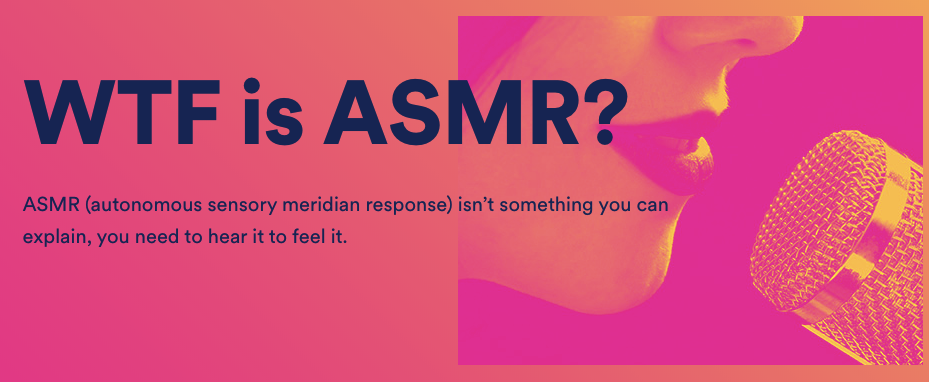 WTF is ASMR?
ASMR (autonomous sensory meridian response) isn’t something you can
explain, you need to hear it to feel it.